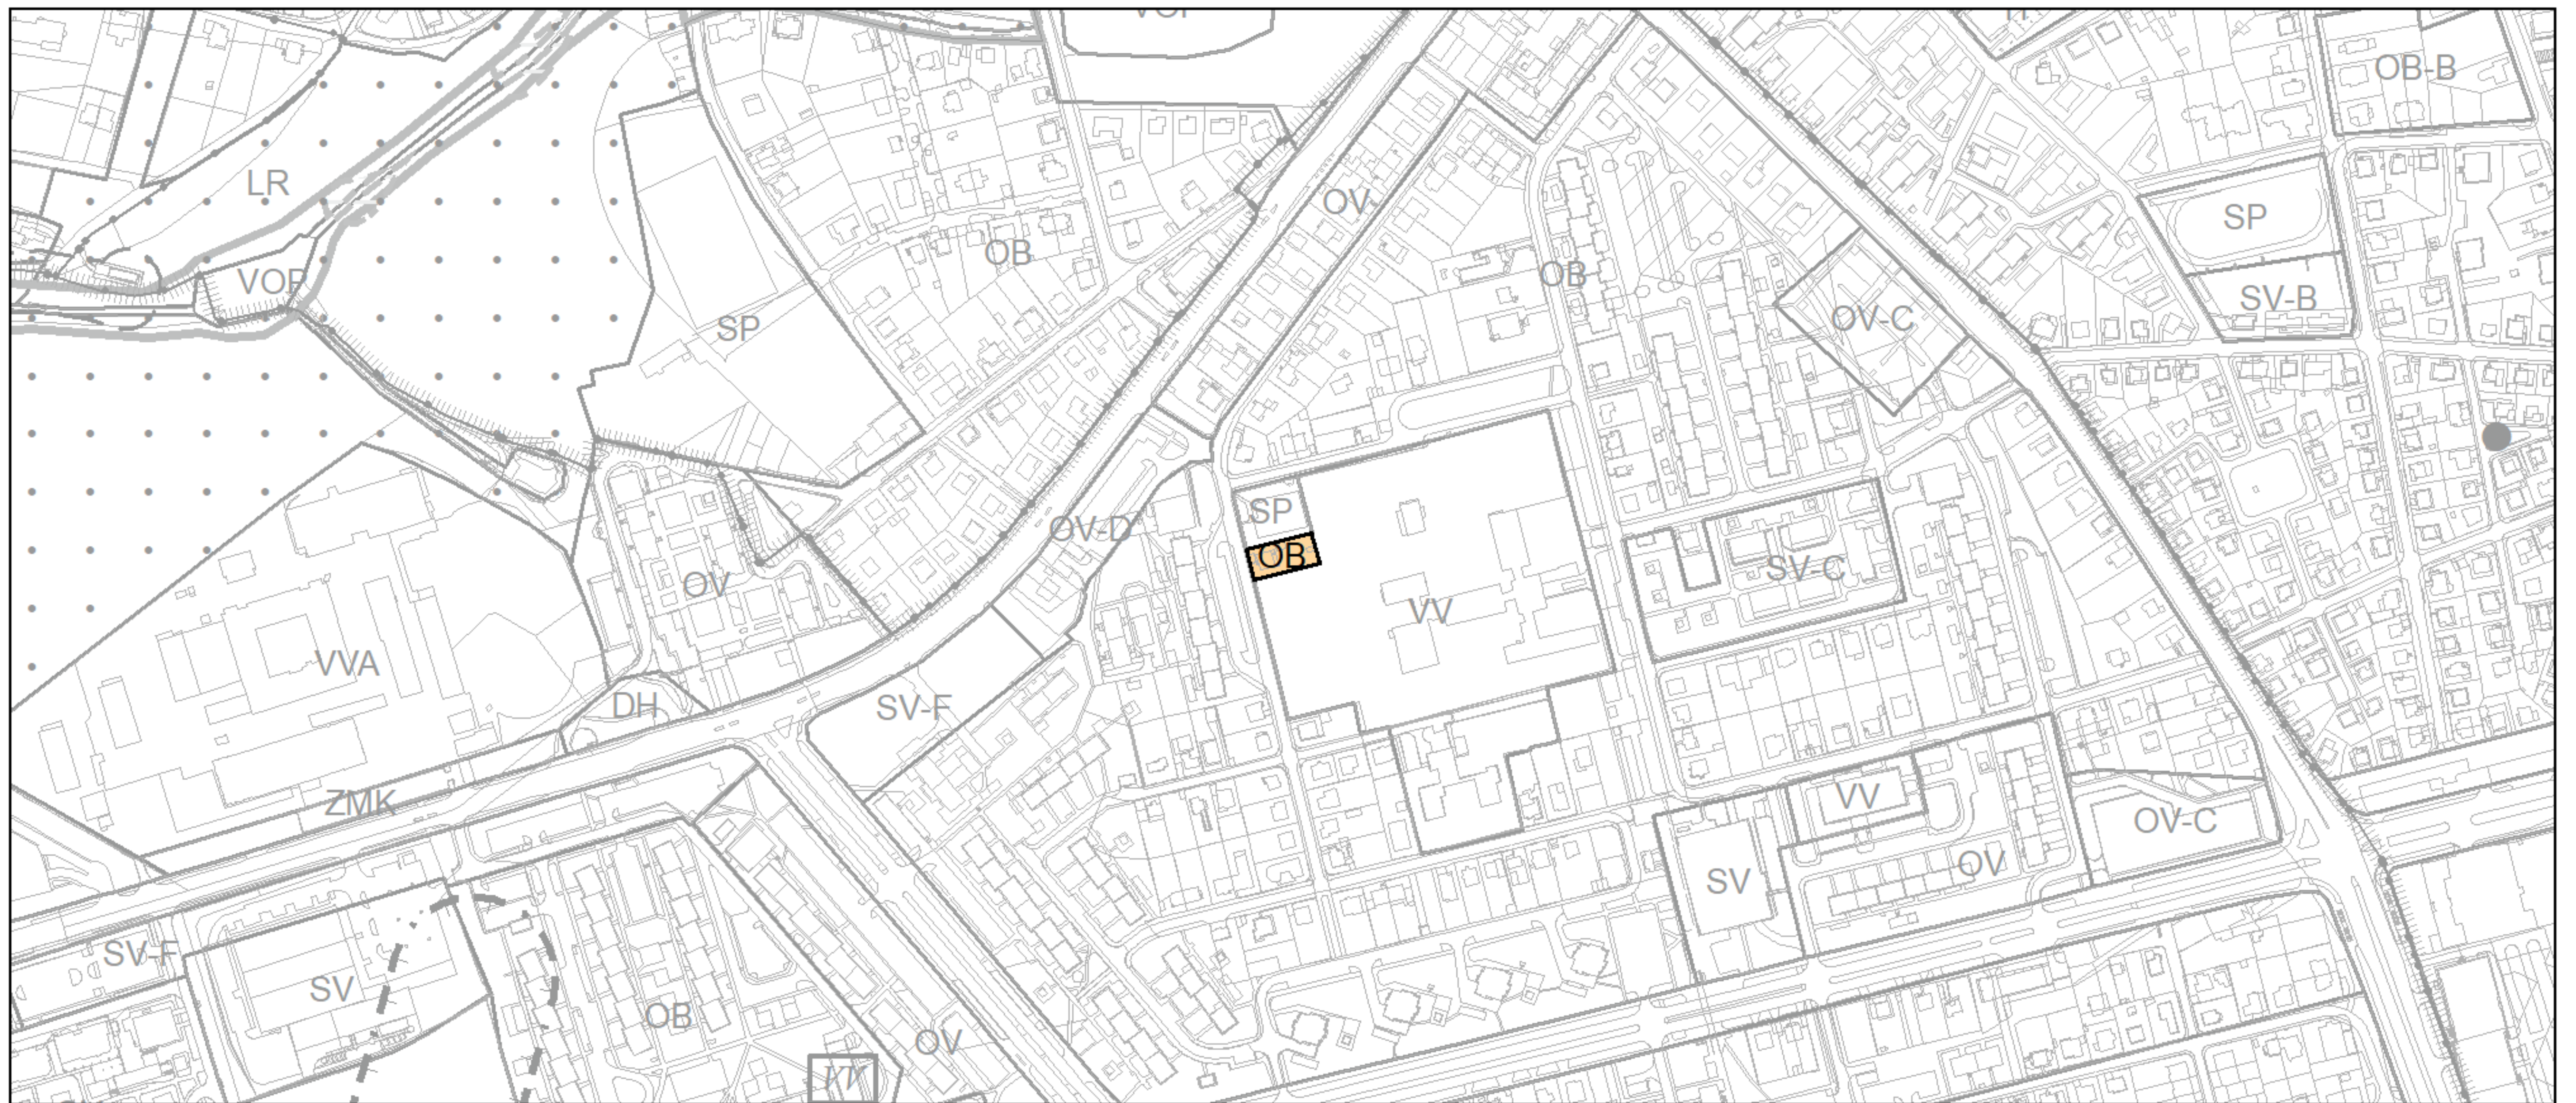 OB-B
LR
OV
SP
OB
OB
VOP
SV-B
OV-C
SP
SP
OV-D
OB
SV-C
OV
VV
VVA
DH
SV-F
VV
ZMK
OV-C
OV
SV
SV-F
SV
OB
OV
VV